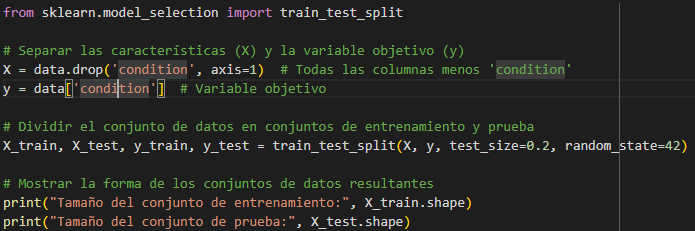 from sklearn.model_selection import train_test_split
# Separar las características (X) y la variable objetivo (y)
X = data.drop('condition', axis=1)  # Todas las columnas menos 'condition'
y = data['condition']  # Variable objetivo
# Dividir el conjunto de datos en conjuntos de entrenamiento y prueba
X_train, X_test, y_train, y_test = train_test_split(X, y, test_size=0.2, random_state=42)
# Mostrar la forma de los conjuntos de datos resultantes
print("Tamaño del conjunto de entrenamiento:", X_train.shape)
print("Tamaño del conjunto de prueba:", X_test.shape)